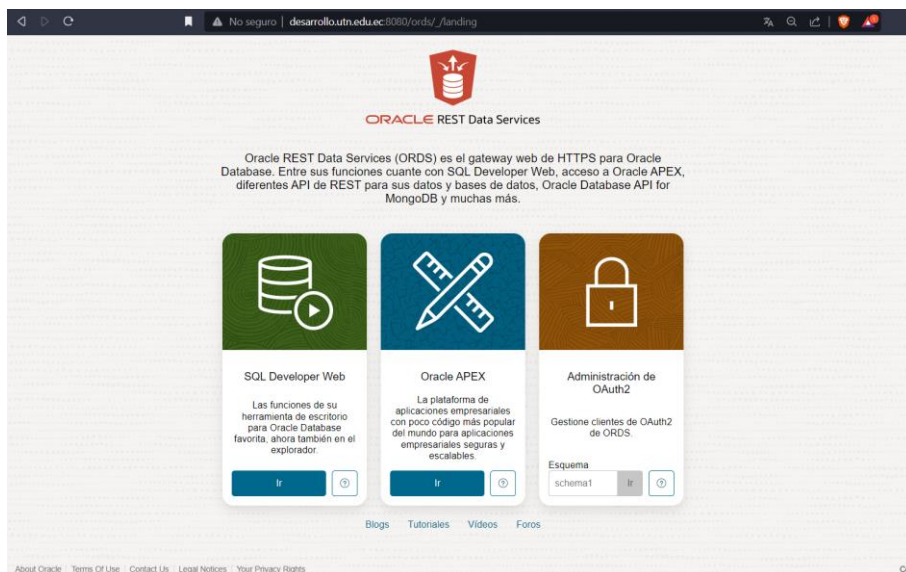 No seguro | desarrollo.utn.edu.ec:8080/ords/_/landing
ORACLE REST Data Services
Oracle REST Data Services (ORDS) es el gateway web de HTTPS para Oracle
Database. Entre sus funciones cuante con SQL Developer Web, acceso a Oracle APEX,
diferentes API de REST para sus datos y bases de datos, Oracle Database API for
MongoDB y muchas más.
SQL Developer Web
Las funciones de su
herramienta de escritorio
para Oracle Database
favorita, ahora también en el
explorador.
Ir
Oracle APEX
La plataforma de
aplicaciones empresariales
con poco código más popular
del mundo para aplicaciones
empresariales seguras y
escalables.
Ir
Administración de
OAuth2
Gestione clientes de OAuth2
de ORDS.
Esquema
schema1 Ir
Blogs Tutoriales Vídeos Foros
About Oracle | Terms Of Use | Contact Us | Legal Notices | Your Privacy Rights